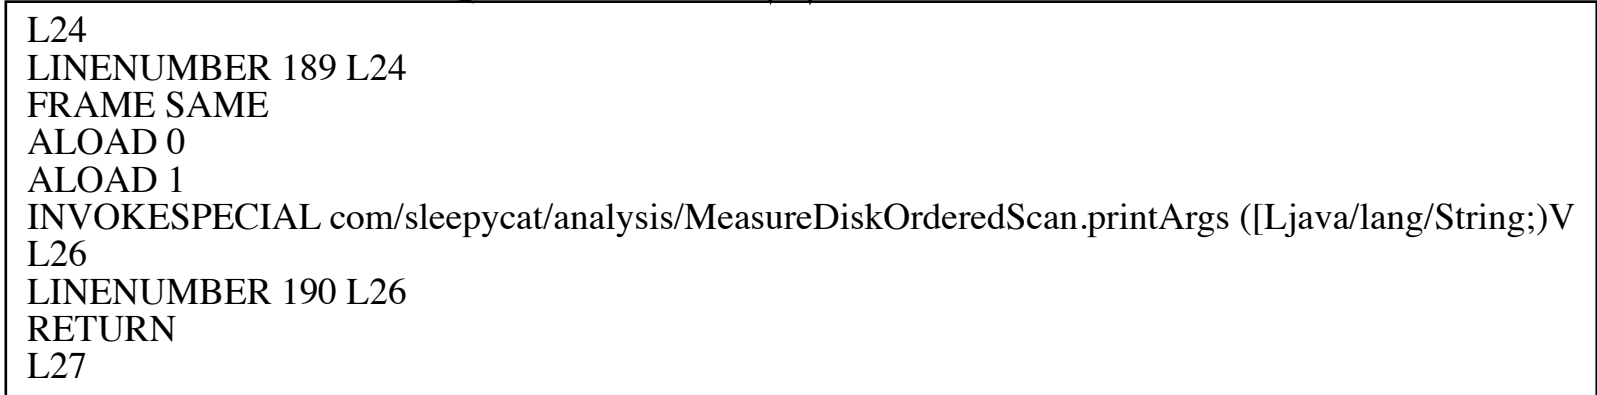 L24
LINENUMBER 189 L24
FRAME SAME
ALOAD 0
ALOAD 1
INVOKESPECIAL com/sleepycat/analysis/MeasureDiskOrderedScan.printArgs ([Ljava/lang/String;)V
L26
LINENUMBER 190 L26
RETURN
L27